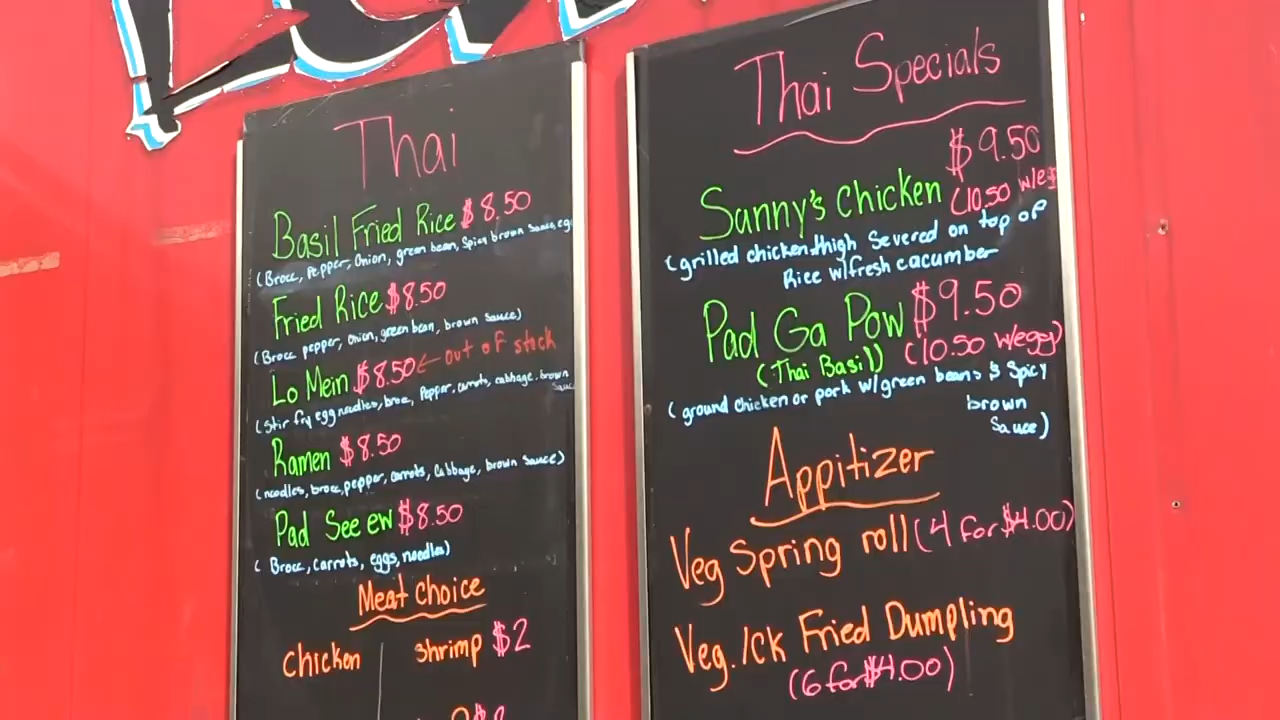 Thai
Basil Fried Rice $8.50
(Brocc, Pepper, Onion, green bean, Spicy brown Sauce, eg
Fried Rice $8.50
(Brocc pepper, onion, green bean, brown Sauce)
Lo Mein $8.50 ← out of stock
(stir fry egg noodles, broc, Pepper, carrots, cabbage, brown
Sauc
Ramen $8.50
(noodles, brocc, pepper, carrots, Cabbage, brown Sauce)
Pad See ew $8.50
( Brocc, carrots, eggs, noodles)
Meat Choice
Chicken
Shrimp $2
Thai Specials
$9.50
Sunny's Chicken (10.50 w/eg
(grilled chicken thigh Severed on top of
Rice w/fresh cacumber
Pad Ga Pow $9.50
(Thai Basil) (10.50 w/egg)
( ground Chicken or pork w/green beans & Spicy
brown
Sauce)
Appitizer
Veg Spring roll (4 for $4.00)
Veg./Ck Fried Dumpling
(6 for $4.00)